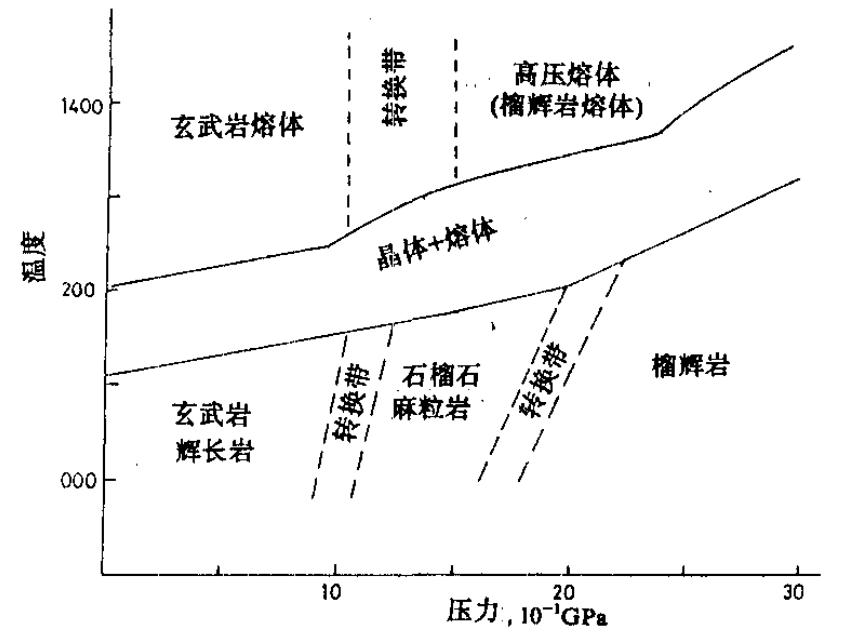 转换带
高压熔体
(榴辉岩熔体)
1400
玄武岩熔体
温度
晶体+熔体
200
转换带
石榴石
麻粒岩
转换带
榴辉岩
玄武岩
辉长岩
000
10
20
30
压力, 10⁻¹GPa